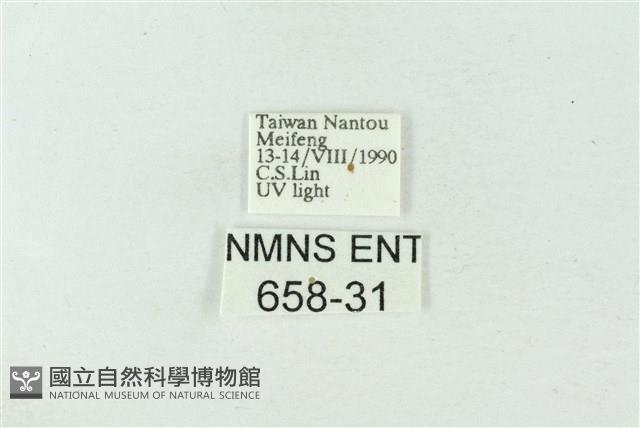 Taiwan Nantou
Meifeng
13-14/VIII/1990
C.S.Lin
UV light
NMNS ENT
658-31
國立自然科學博物館
NATIONAL MUSEUM OF NATURAL SCIENCE